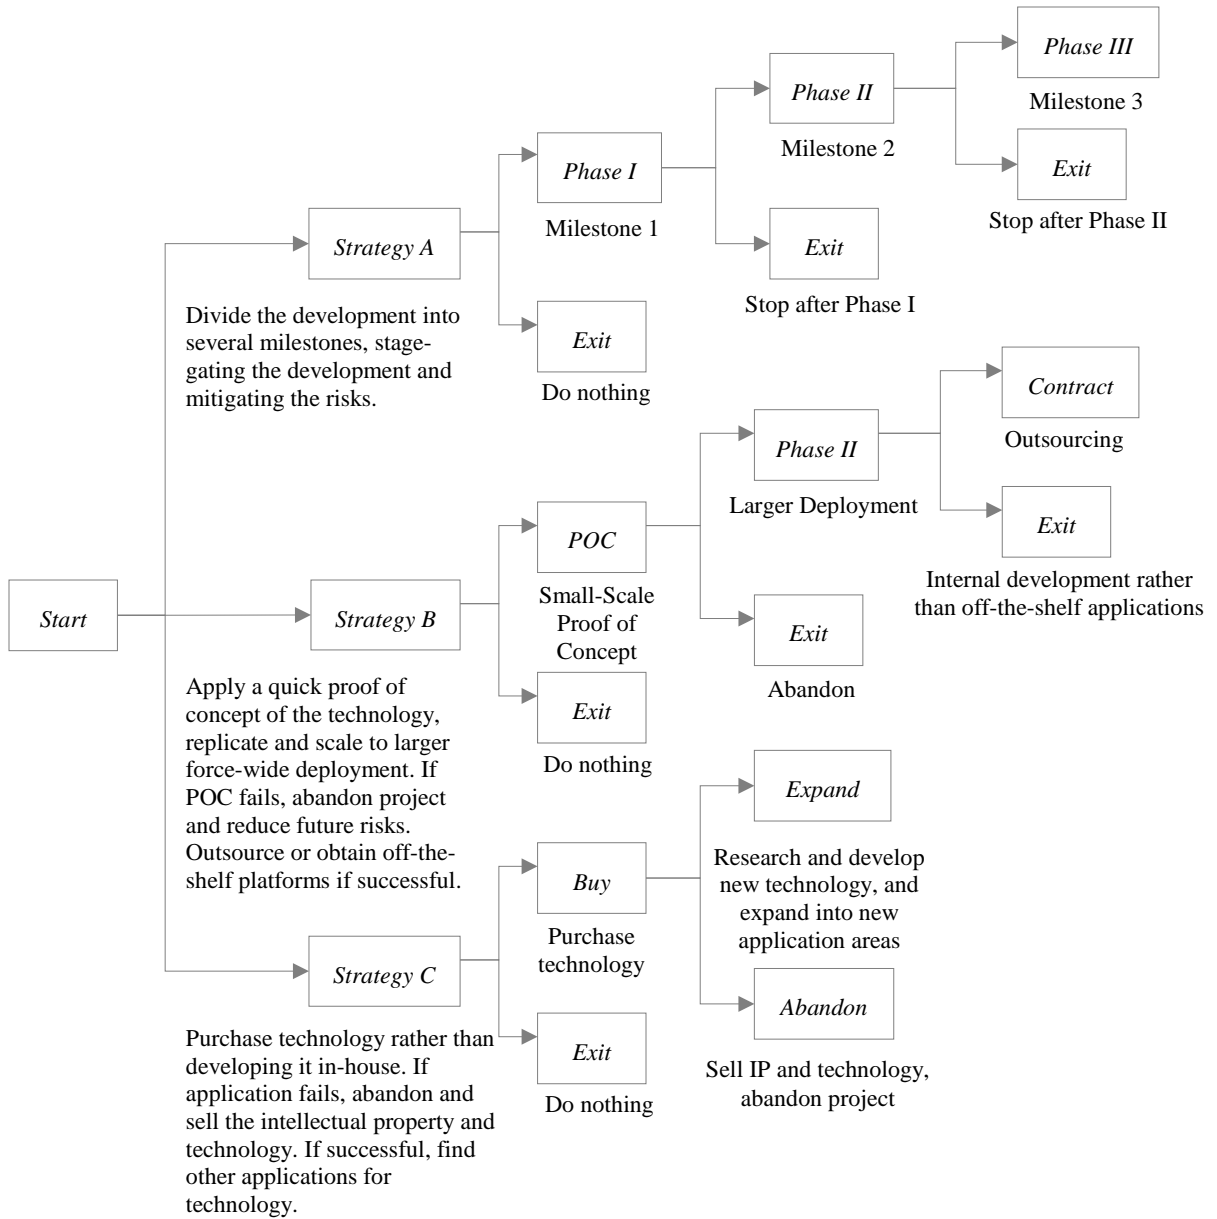 Phase III
Milestone 3
Phase II
Milestone 2
Exit
Stop after Phase II
Phase I
Milestone 1
Exit
Stop after Phase I
Strategy A
Divide the development into
several milestones, stage-
gating the development and
mitigating the risks.
Exit
Do nothing
Contract
Outsourcing
Phase II
Larger Deployment
Exit
Internal development rather
than off-the-shelf applications
POC
Small-Scale
Proof of
Concept
Exit
Abandon
Start
Strategy B
Apply a quick proof of
concept of the technology,
replicate and scale to larger
force-wide deployment. If
POC fails, abandon project
and reduce future risks.
Outsource or obtain off-the-
shelf platforms if successful.
Exit
Do nothing
Expand
Research and develop
new technology, and
expand into new
application areas
Buy
Purchase
technology
Strategy C
Purchase technology rather than
developing it in-house. If
application fails, abandon and
sell the intellectual property and
technology. If successful, find
other applications for
technology.
Abandon
Sell IP and technology,
abandon project
Exit
Do nothing